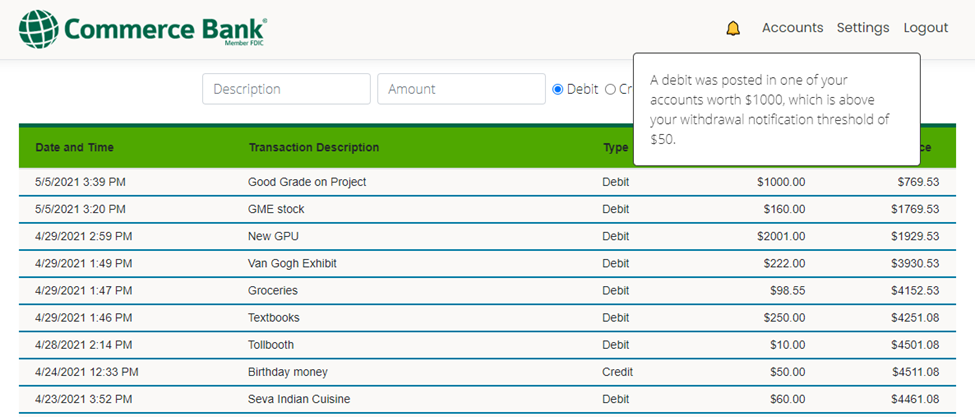 Commerce Bank
Member FDIC
Accounts Settings Logout
Description Amount Debit Cr
A debit was posted in one of your
accounts worth $1000, which is above
your withdrawal notification threshold of
$50.
Date and Time Transaction Description Type ce
5/5/2021 3:39 PM Good Grade on Project Debit $1000.00 $769.53
5/5/2021 3:20 PM GME stock Debit $160.00 $1769.53
4/29/2021 2:59 PM New GPU Debit $2001.00 $1929.53
4/29/2021 1:49 PM Van Gogh Exhibit Debit $222.00 $3930.53
4/29/2021 1:47 PM Groceries Debit $98.55 $4152.53
4/29/2021 1:46 PM Textbooks Debit $250.00 $4251.08
4/28/2021 2:14 PM Tollbooth Debit $10.00 $4501.08
4/24/2021 12:33 PM Birthday money Credit $50.00 $4511.08
4/23/2021 3:52 PM Seva Indian Cuisine Debit $60.00 $4461.08